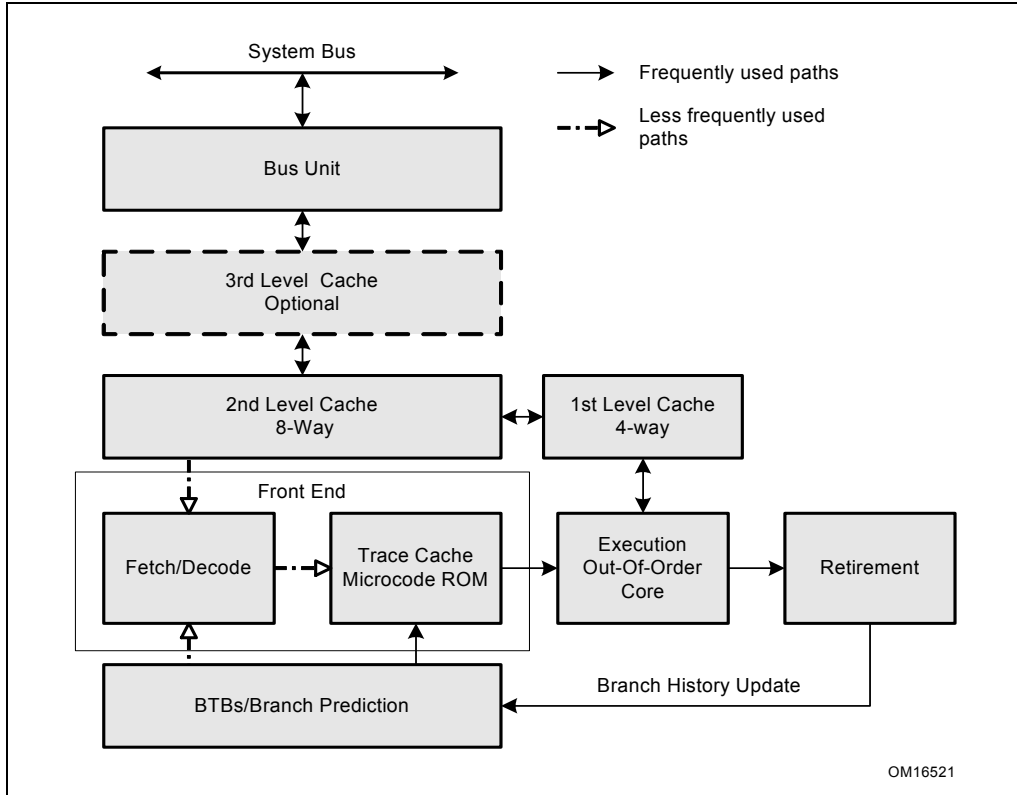 System Bus
Frequently used paths
Less frequently used
paths
Bus Unit
3rd Level Cache
Optional
2nd Level Cache
8-Way
1st Level Cache
4-way
Front End
Fetch/Decode
Trace Cache
Microcode ROM
Execution
Out-Of-Order
Core
Retirement
BTBs/Branch Prediction
Branch History Update
OM16521